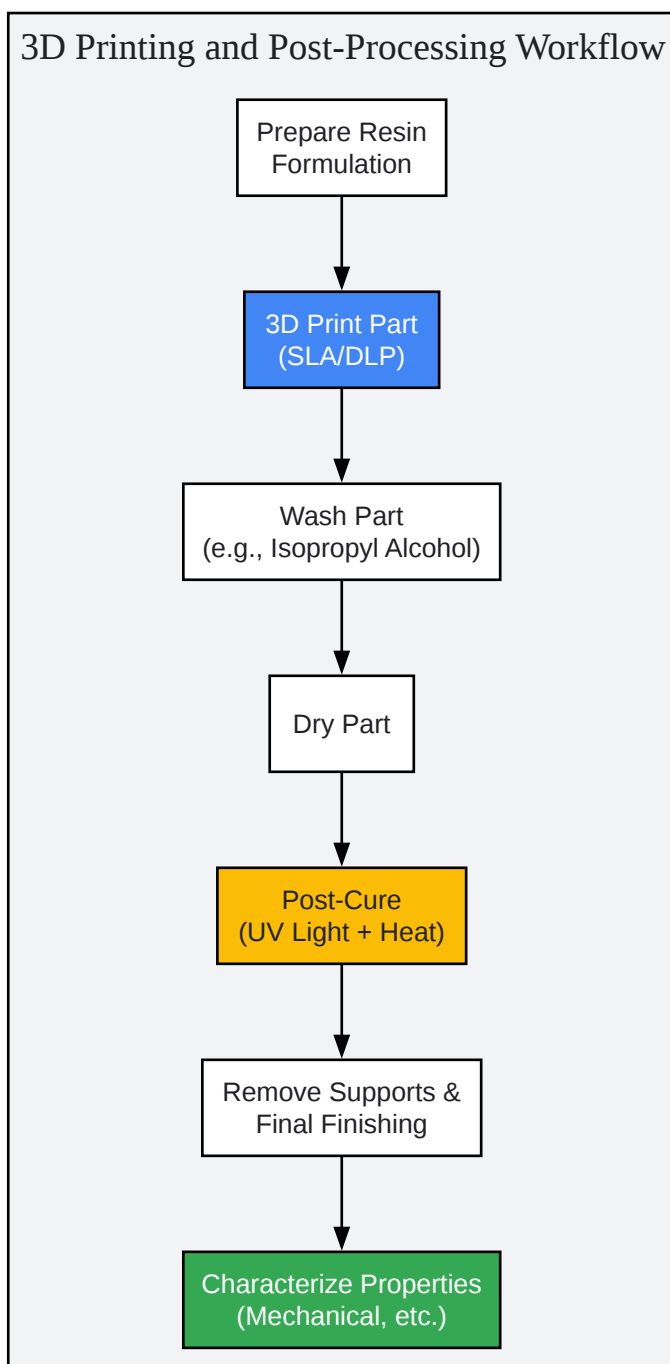 3D Printing and Post-Processing Workflow
Prepare Resin
Formulation
3D Print Part
(SLA/DLP)
Wash Part
(e.g., Isopropyl Alcohol)
Dry Part
Post-Cure
(UV Light + Heat)
Remove Supports &
Final Finishing
Characterize Properties
(Mechanical, etc.)